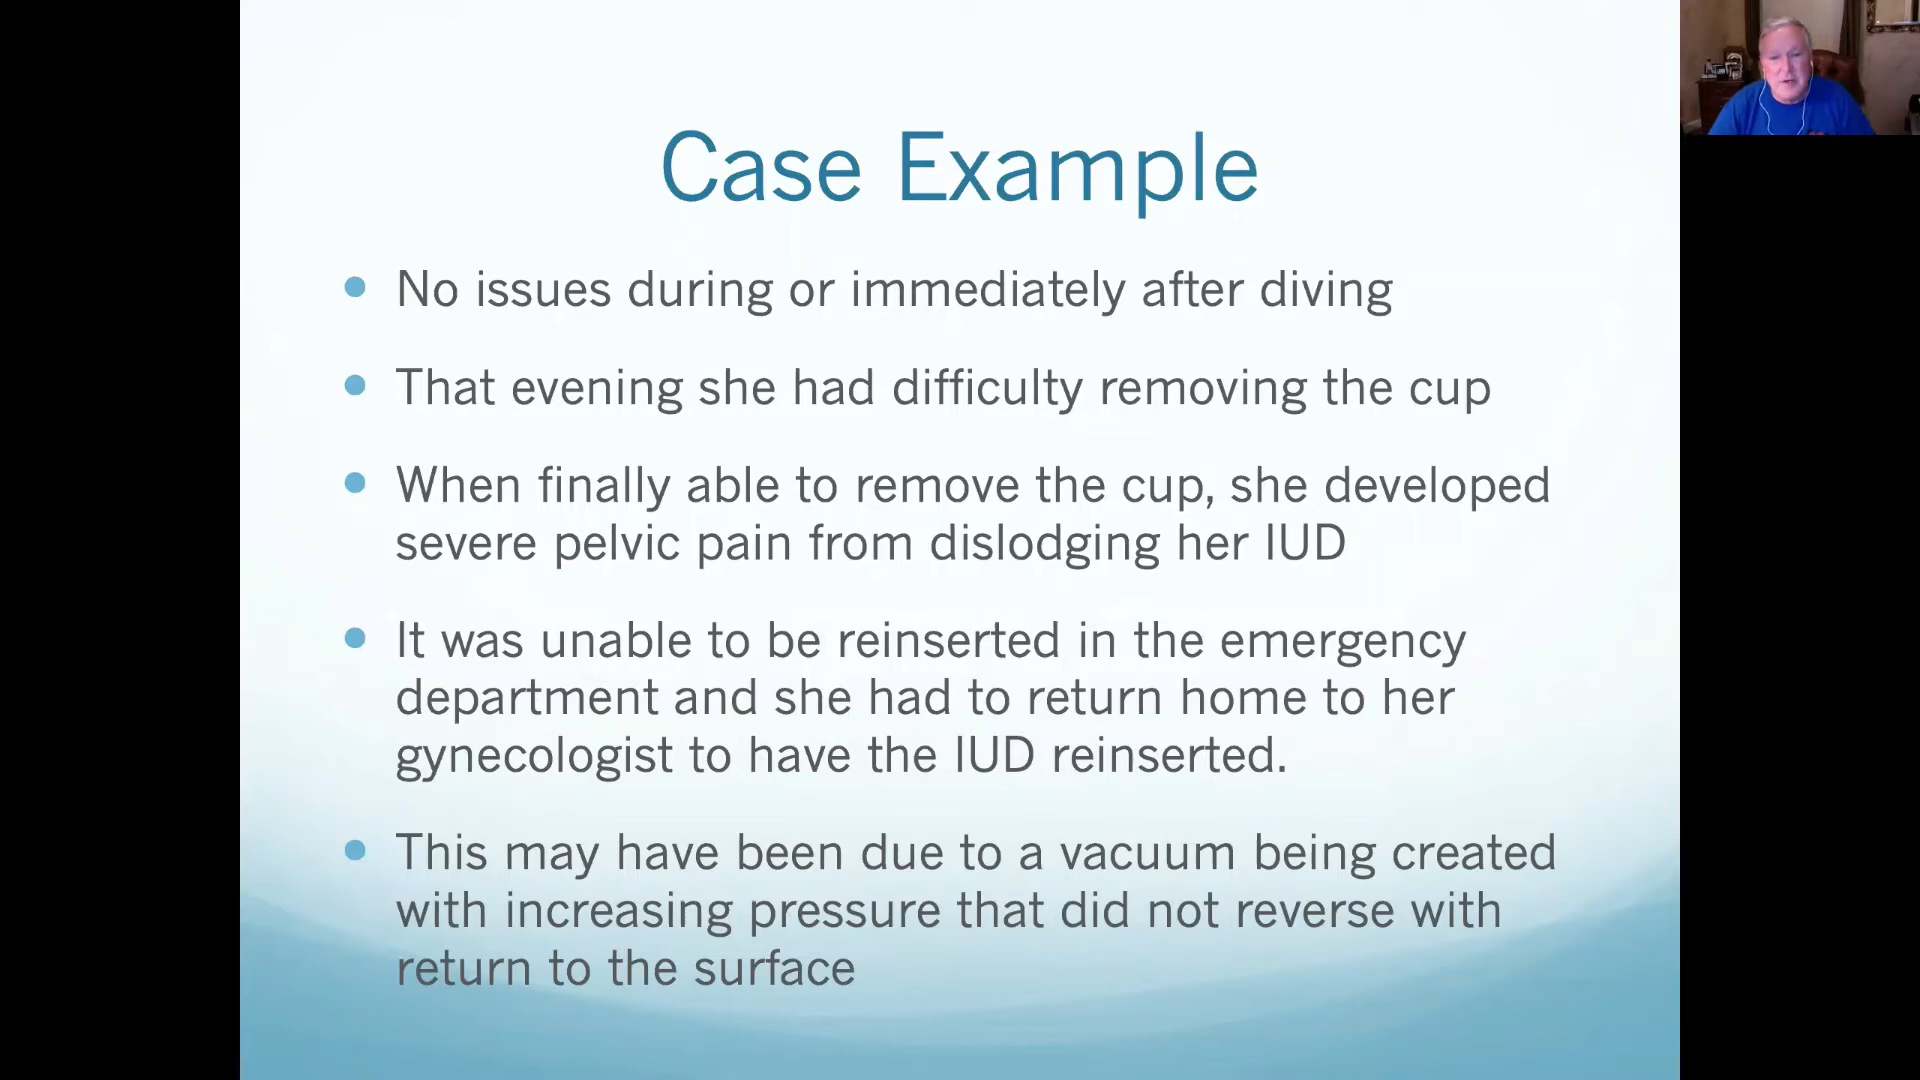 Case Example
• No issues during or immediately after diving
• That evening she had difficulty removing the cup
• When finally able to remove the cup, she developed
severe pelvic pain from dislodging her IUD
• It was unable to be reinserted in the emergency
department and she had to return home to her
gynecologist to have the IUD reinserted.
• This may have been due to a vacuum being created
with increasing pressure that did not reverse with
return to the surface